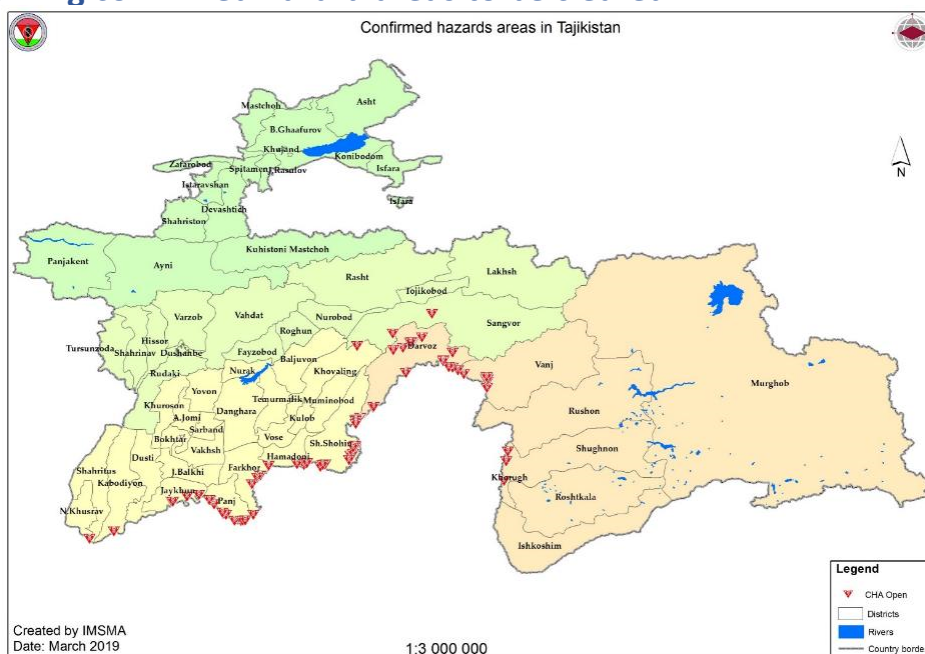 Confirmed hazards areas in Tajikistan
N
Asht
Mastchoh
B.Ghaafurov
Khujand
Konibodom
Zafarobod
Spitamen
J.Rasulov
Isfara
Istaravshan
Isfara
Devashtich
Shahriston
Kuhistoni Mastchoh
Panjakent
Ayni
Rasht
Lakhsh
Tojikobod
Varzob
Vahdat
Nurobod
Sangvor
Roghun
Hissor
Tursunzoda
Shahrinav
Dushanbe
Fayzobod
Baljuvon
Darvoz
Rudaki
Nurak
Khovaling
Vanj
Yovon
Temurmalik
Muminobod
Murghob
Khuroson
A.Jomi
Danghara
Kulob
Rushon
Sarband
Bokhtar
Vose
Sh.Shohin
Dusti
Vakhsh
Hamadoni
Shughnon
Shahritus
J.Balkhi
Farkhor
Kabodiyon
Khorugh
Jaykhun
Panj
Roshtkala
N.Khusrav
Ishkoshim
Legend
CHA Open
Districts
Rivers
Country borde
Created by IMSMA
Date: March 2019
1:3 000 000